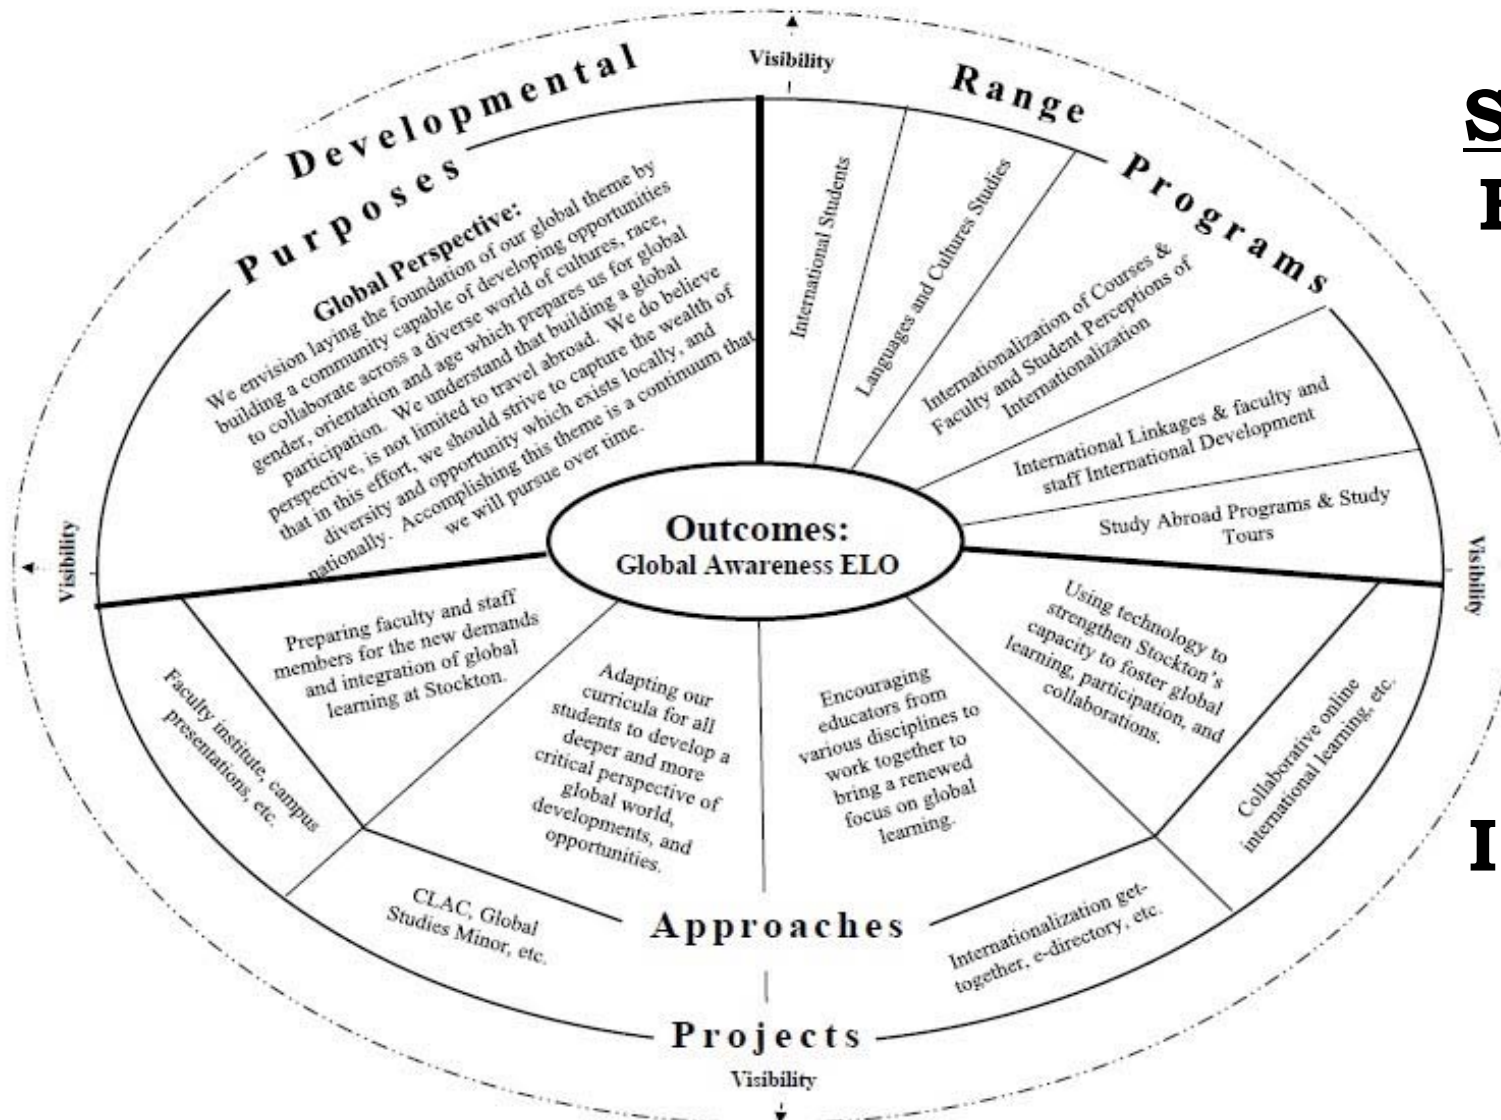 Visibility
Developmental
Purposes
Global Perspective:
We envision laying the foundation of our global theme by
building a community capable of developing opportunities
to collaborate across a diverse world of cultures, race,
gender, orientation and age which prepares us for global
participation. We understand that building a global
perspective, is not limited to travel abroad. We do believe
that in this effort, we should strive to capture the wealth of
diversity and opportunity which exists locally, and
nationally. Accomplishing this theme is a continuum that
we will pursue over time.
Range
Programs
International Students
Languages and Cultures Studies
Internationalization of Courses &
Faculty and Student Perceptions of
Internationalization
International Linkages & faculty and
staff International Development
Study Abroad Programs & Study
Tours
Visibility
Visibility
Outcomes:
Global Awareness ELO
Preparing faculty and staff
members for the new demands
and integration of global
learning at Stockton.
Adapting our
curricula for all
students to develop a
deeper and more
critical perspective of
global world,
developments, and
opportunities.
Encouraging
educators from
various disciplines to
work together to
bring a renewed
focus on global
learning.
Using technology to
strengthen Stockton's
capacity to foster global
learning, participation, and
collaborations.
Approaches
Faculty institute, campus
presentations, etc.
CLAC, Global
Studies Minor, etc.
Internationalization get-
together, e-directory, etc.
Collaborative online
international learning, etc.
Projects
Visibility
S
I